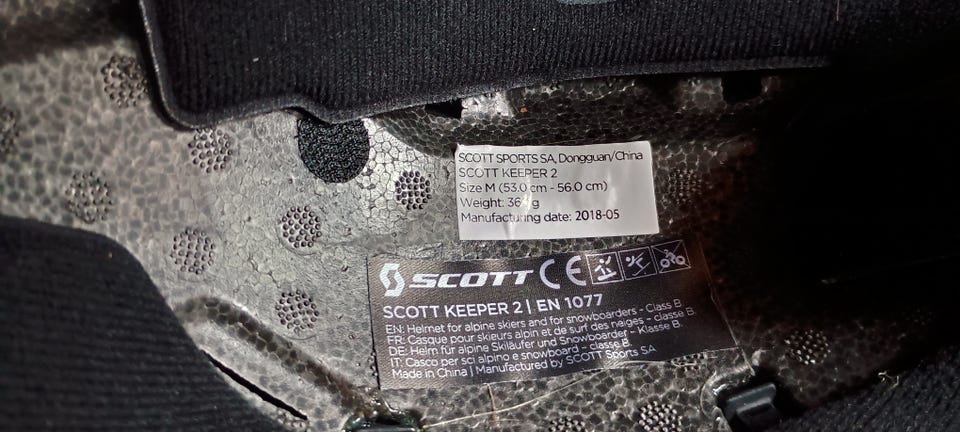 SCOTT SPORTS SA, Dongguan/China
SCOTT KEEPER 2
Size M (53.0 cm - 56.0 cm)
Weight: g
Manufacturing date: 2018-05
SCOTT CE
SCOTT KEEPER 2 | EN 1077
EN: Helmet for alpine skiers and for snowboarders - Class B.
FR: Casque pour skieurs alpin et de surf des neiges - classe B.
DE: Helm für alpine Skiläufer und Snowboarder - Klasse B.
IT: Casco per sci alpino e snowboard - classe B.
Made in China | Manufactured by SCOTT Sports SA